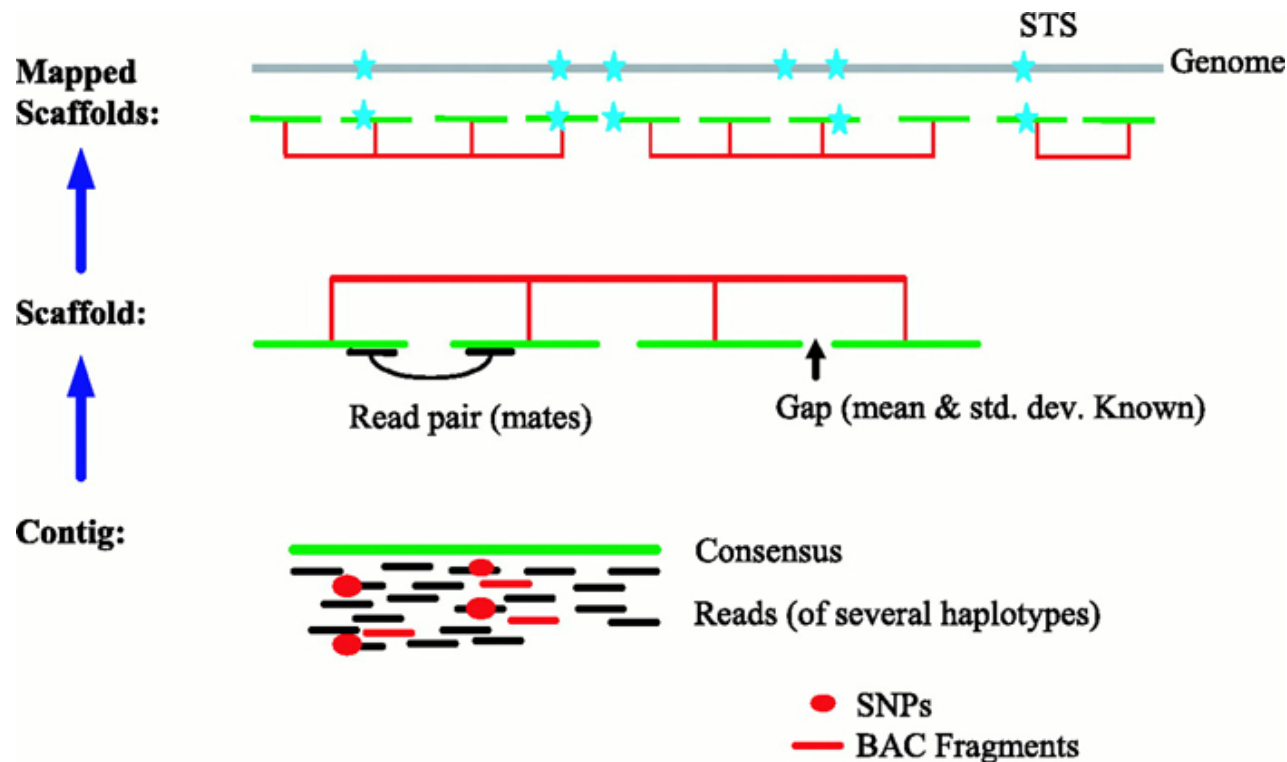 STS
Genome
Mapped
Scaffolds:
Scaffold:
Read pair (mates)
Gap (mean & std. dev. Known)
Contig:
Consensus
Reads (of several haplotypes)
SNPs
BAC Fragments